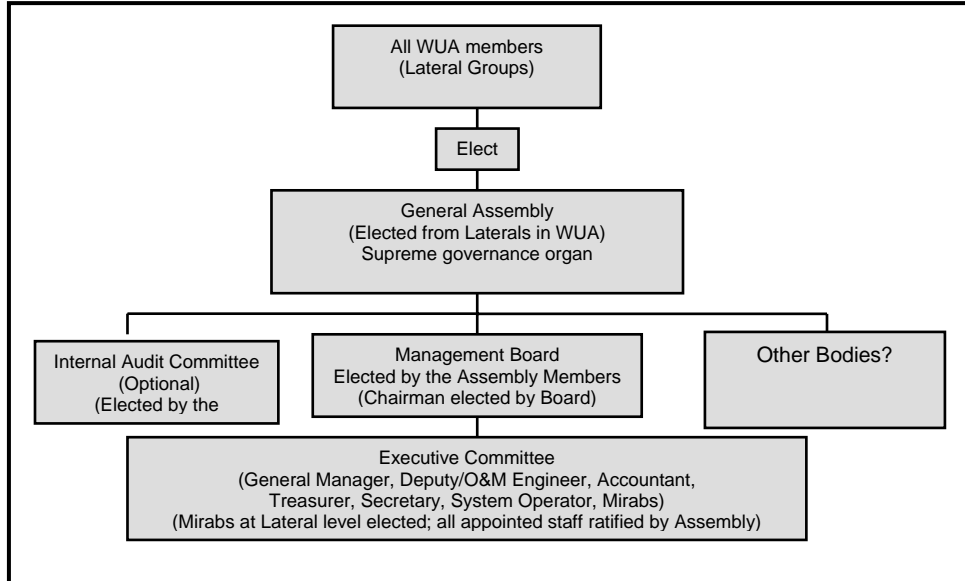 All WUA members
(Lateral Groups)
Elect
General Assembly
(Elected from Laterals in WUA)
Supreme governance organ
Internal Audit Committee
(Optional)
(Elected by the
Management Board
Elected by the Assembly Members
(Chairman elected by Board)
Other Bodies?
Executive Committee
(General Manager, Deputy/O&M Engineer, Accountant,
Treasurer, Secretary, System Operator, Mirabs)
(Mirabs at Lateral level elected; all appointed staff ratified by Assembly)